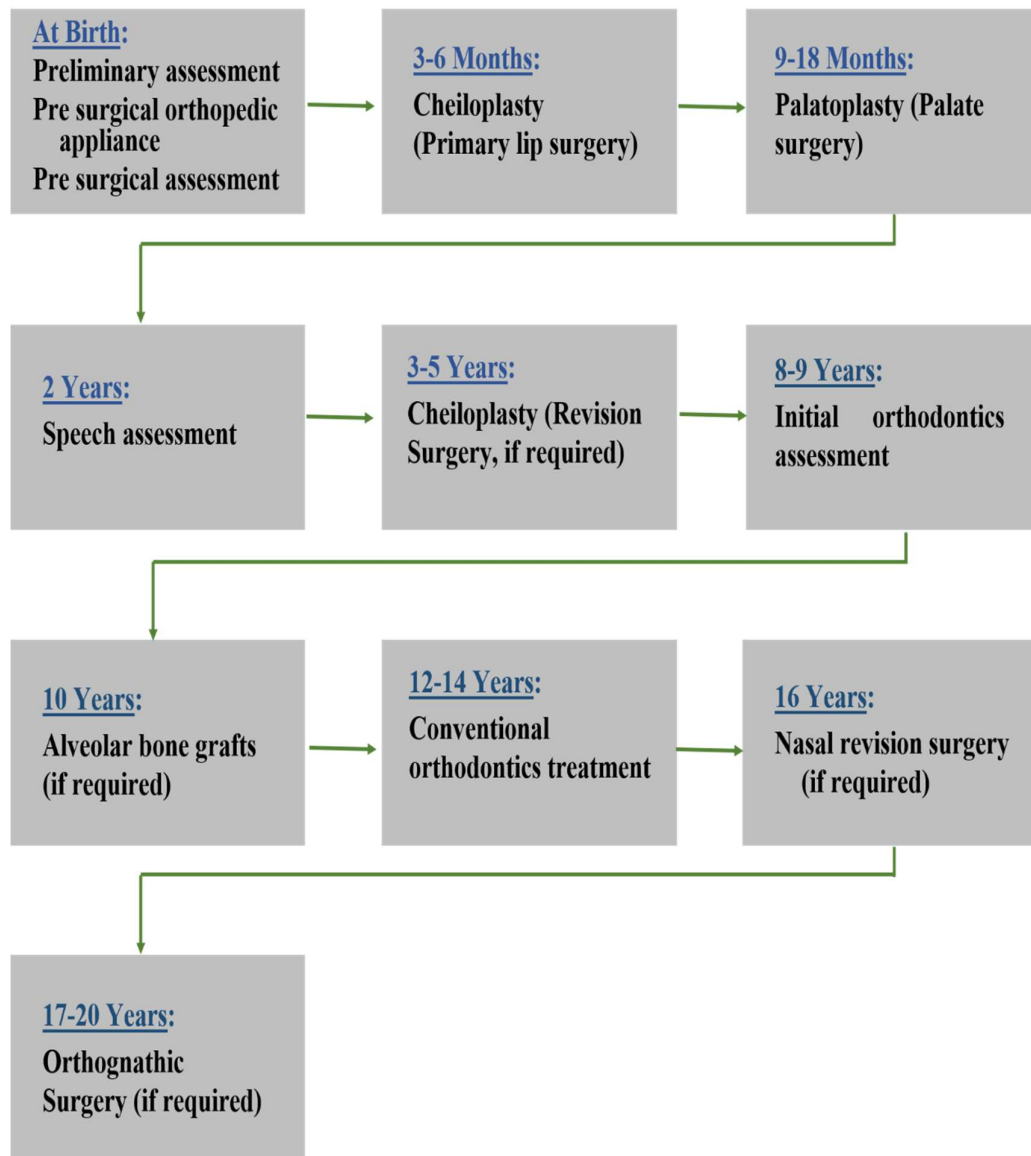 At Birth:
Preliminary assessment
Pre surgical orthopedic
appliance
Pre surgical assessment
3-6 Months:
Cheiloplasty
(Primary lip surgery)
9-18 Months:
Palatoplasty (Palate
surgery)
2 Years:
Speech assessment
3-5 Years:
Cheiloplasty (Revision
Surgery, if required)
8-9 Years:
Initial orthodontics
assessment
10 Years:
Alveolar bone grafts
(if required)
12-14 Years:
Conventional
orthodontics treatment
16 Years:
Nasal revision surgery
(if required)
17-20 Years:
Orthognathic
Surgery (if required)